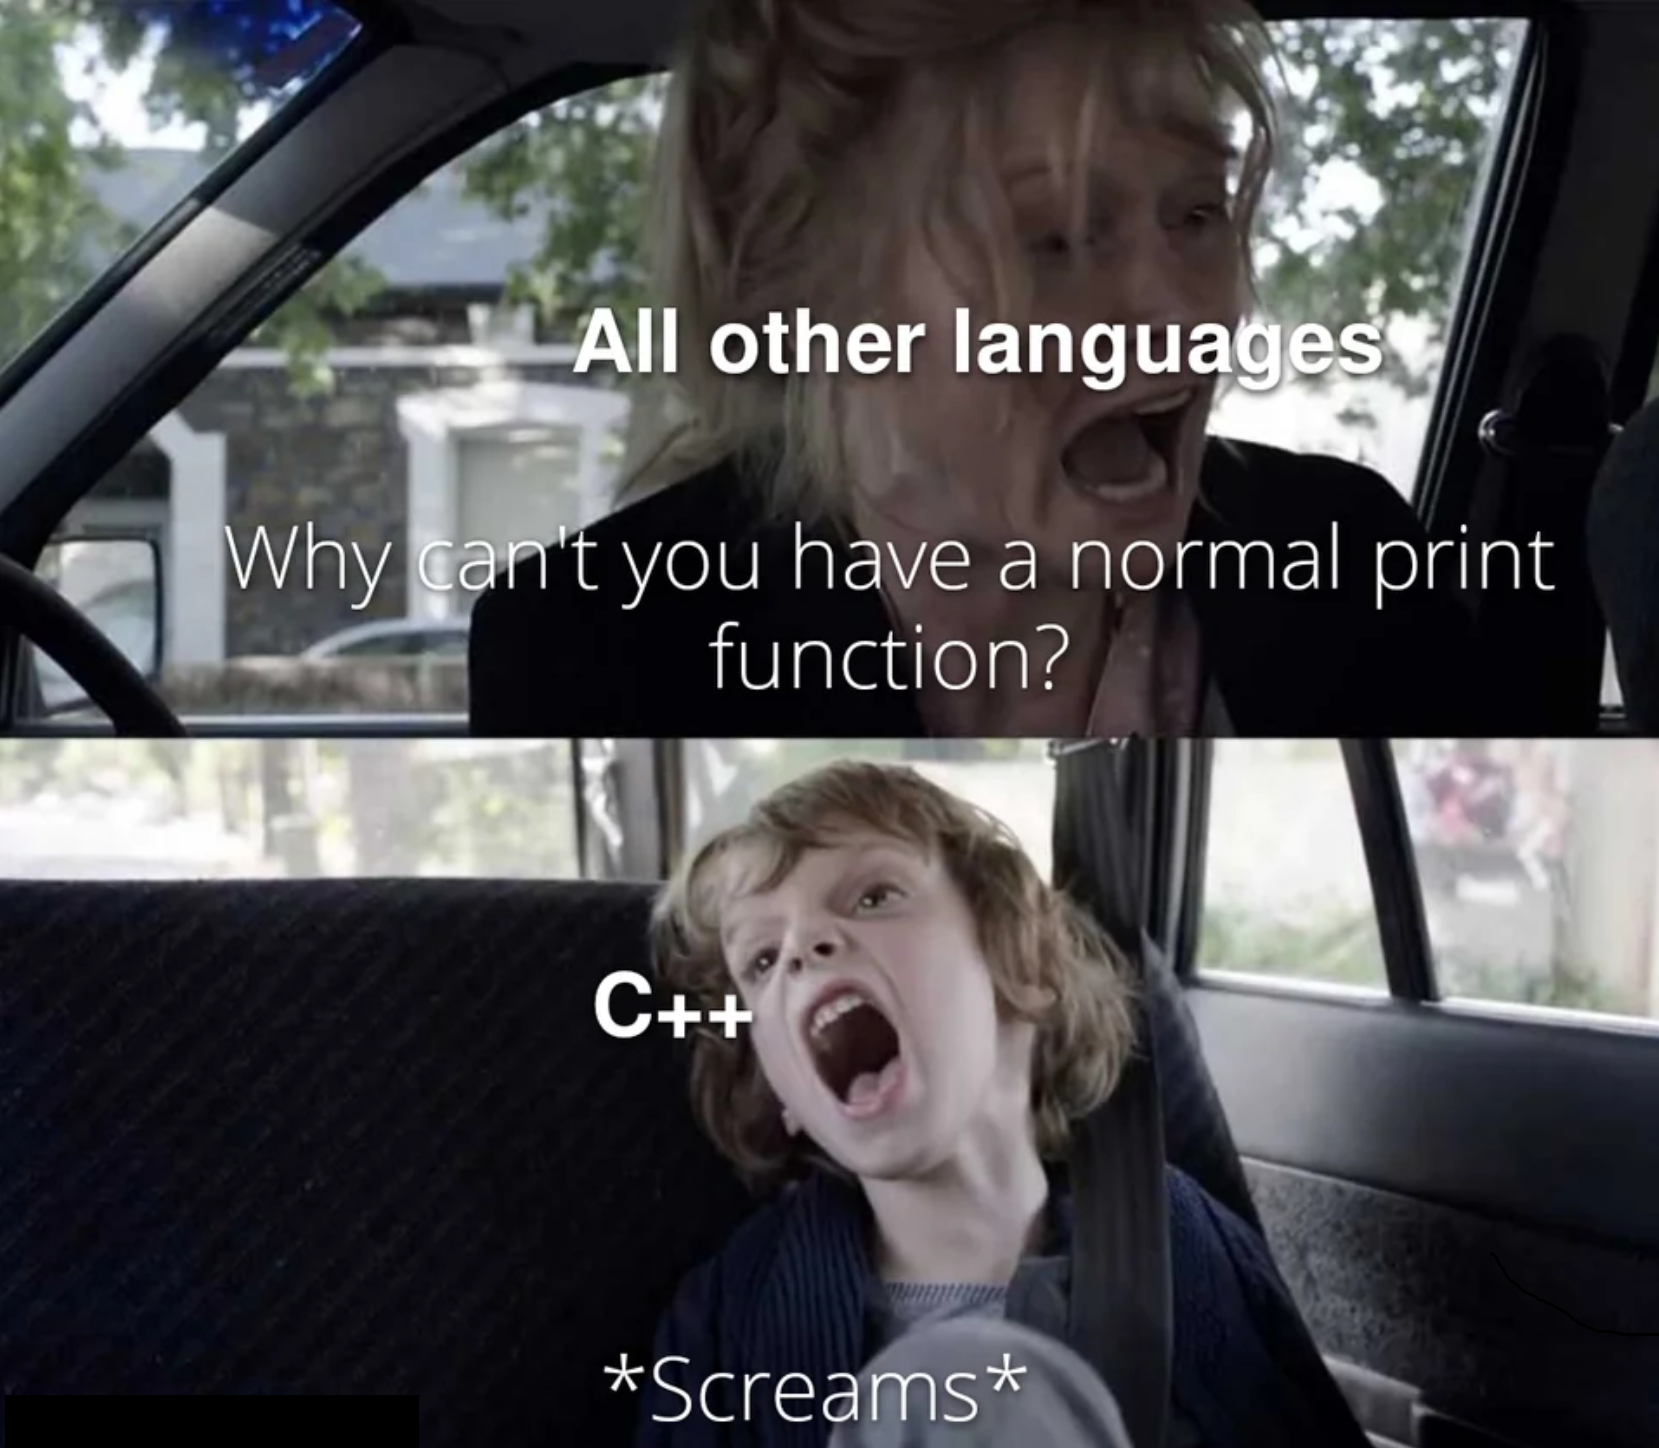 All other languages
Why can't you have a normal print
function?
C++
*Screams*